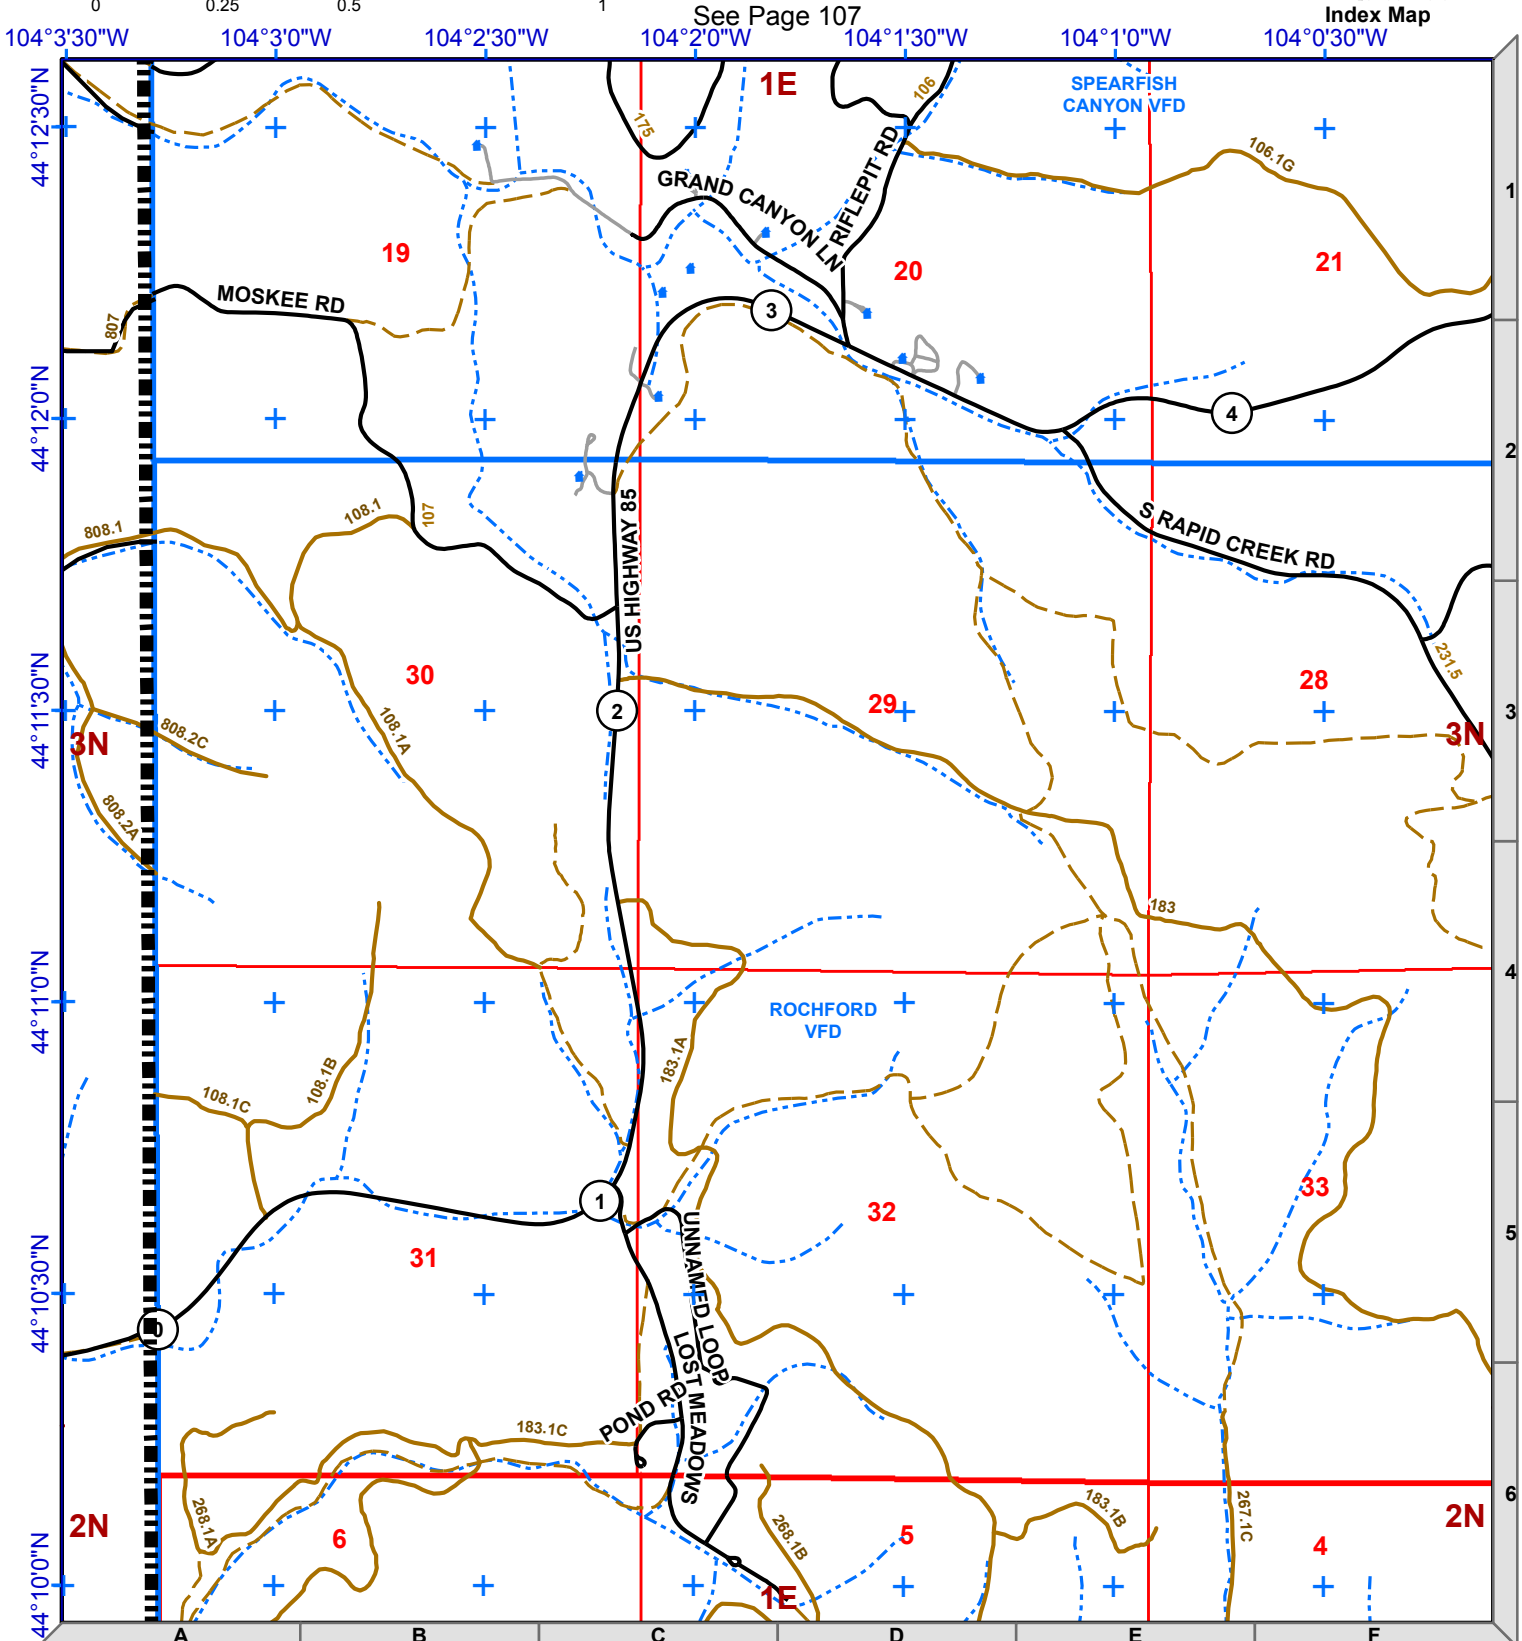 0 0.25 0.5 1
See Page 107
Index Map
104°3'30"W 104°3'0"W 104°2'30"W 104°2'0"W 104°1'30"W 104°1'0"W 104°0'30"W
44°12'30"N
44°12'0"N
44°11'30"N
44°11'0"N
44°10'30"N
44°10'0"N
1E
SPEARFISH
CANYON VFD
106
175
RIFLEPIT RD
GRAND CANYON LN
106.1G
1
19
20
21
MOSKEE RD
807
3
4
2
808.1
108.1
107
US HIGHWAY 85
S RAPID CREEK RD
231.5
30
29
28
2
3
3N
3N
808.2C
108.1A
808.2A
183
4
ROCHFORD
VFD
183.1A
108.1B
108.1C
1
32
33
31
5
UNNAMED LOOP
LOST MEADOWS
0
POND RD
183.1C
6
268.1A
2N
6
268.1B
5
183.1B
267.1C
4
2N
1E
A B C D E F